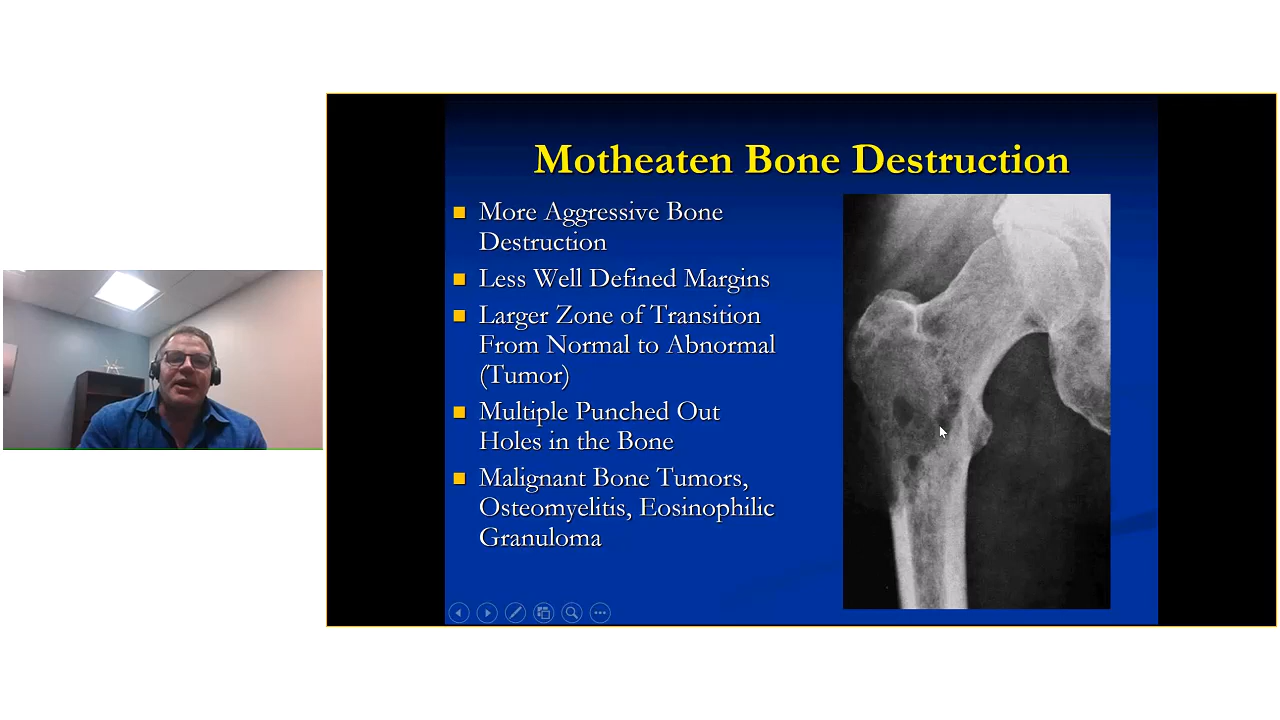 Motheaten Bone Destruction
More Aggressive Bone
Destruction
Less Well Defined Margins
Larger Zone of Transition
From Normal to Abnormal
(Tumor)
Multiple Punched Out
Holes in the Bone
Malignant Bone Tumors,
Osteomyelitis, Eosinophilic
Granuloma